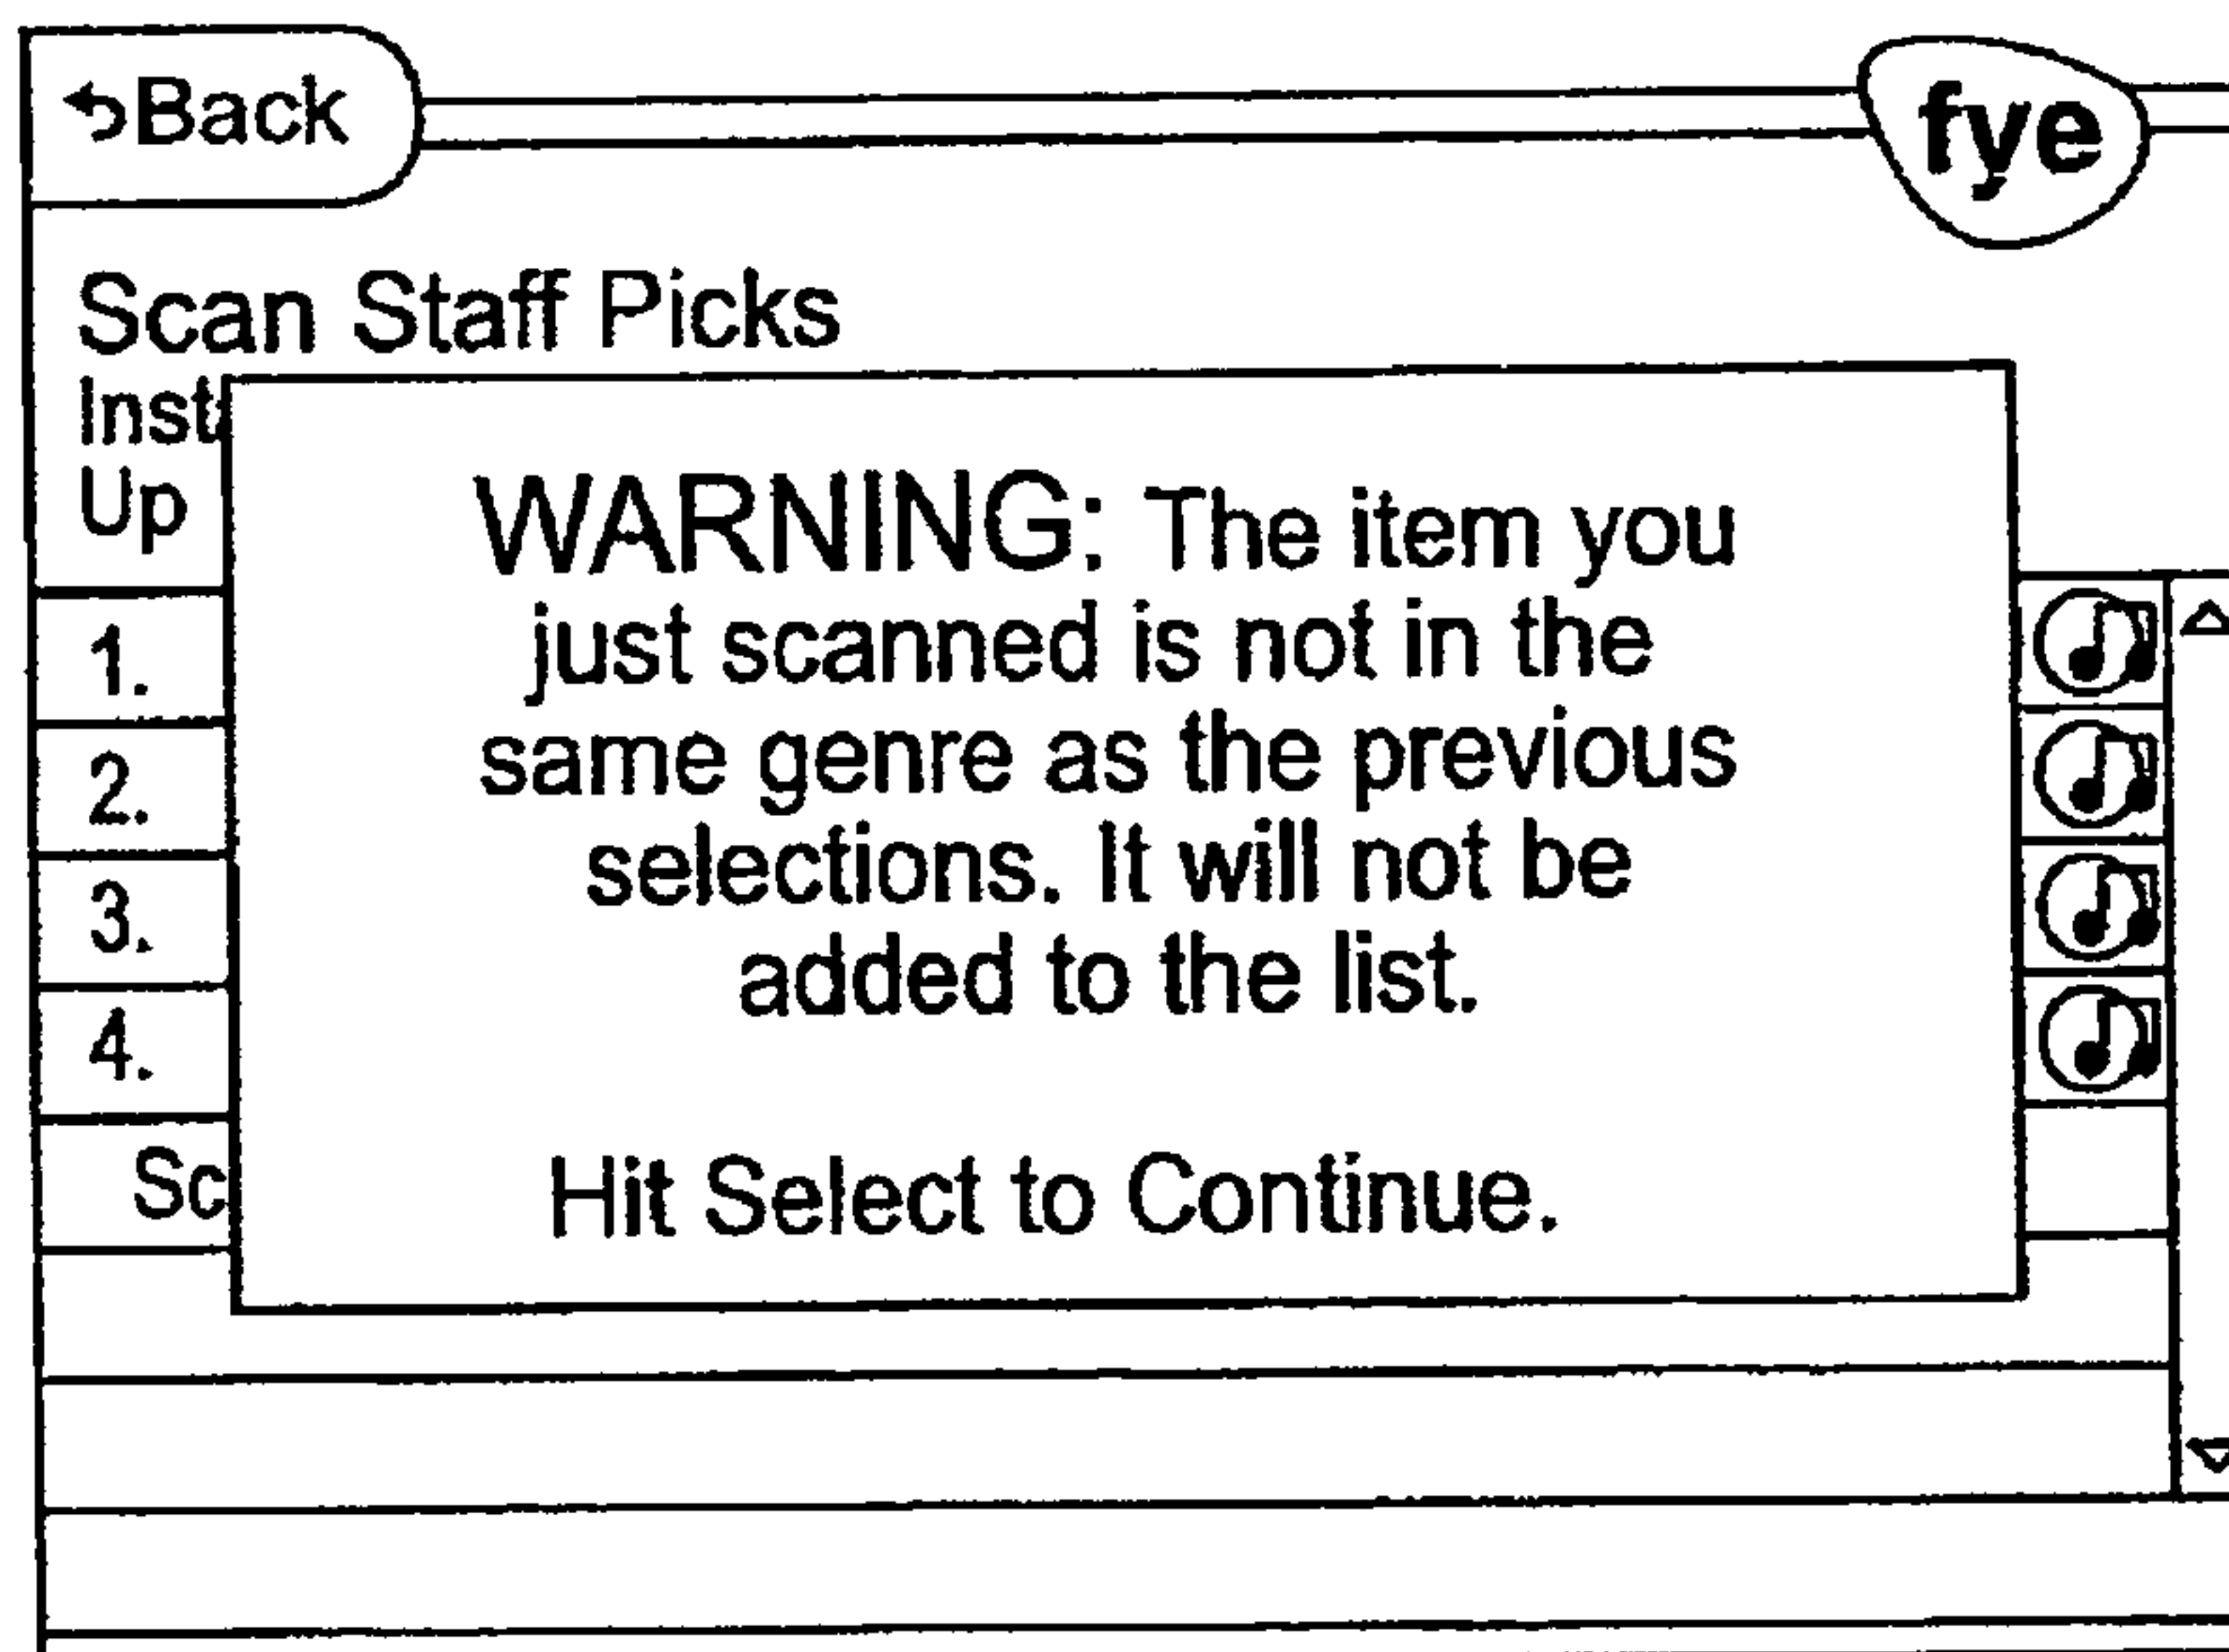 Back
fye
Scan Staff Picks
Inst
Up
WARNING: The item you
just scanned is not in the
same genre as the previous
selections. It will not be
added to the list.
Hit Select to Continue.
1.
2.
3.
4.
Sc